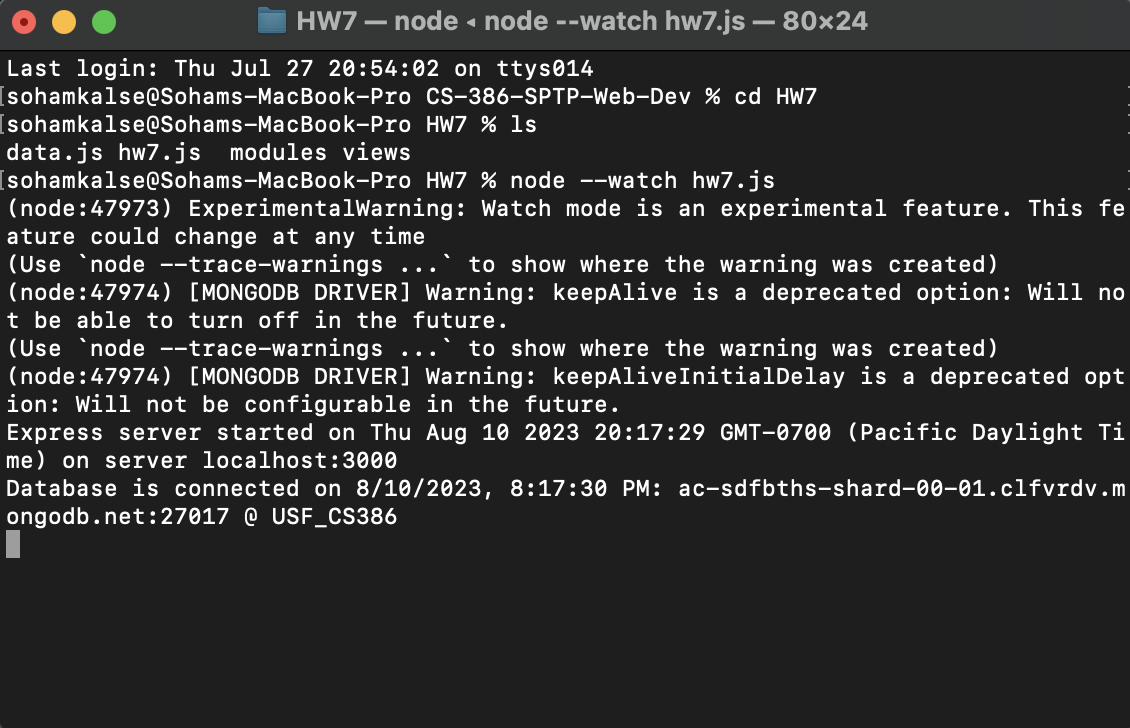 HW7 — node ◂ node --watch hw7.js — 80×24
Last login: Thu Jul 27 20:54:02 on ttys014
[sohamkalse@Sohams-MacBook-Pro CS-386-SPTP-Web-Dev % cd HW7
[sohamkalse@Sohams-MacBook-Pro HW7 % ls
data.js hw7.js  modules views
[sohamkalse@Sohams-MacBook-Pro HW7 % node --watch hw7.js
(node:47973) ExperimentalWarning: Watch mode is an experimental feature. This fe
ature could change at any time
(Use `node --trace-warnings ...` to show where the warning was created)
(node:47974) [MONGODB DRIVER] Warning: keepAlive is a deprecated option: Will no
t be able to turn off in the future.
(Use `node --trace-warnings ...` to show where the warning was created)
(node:47974) [MONGODB DRIVER] Warning: keepAliveInitialDelay is a deprecated opt
ion: Will not be configurable in the future.
Express server started on Thu Aug 10 2023 20:17:29 GMT-0700 (Pacific Daylight Ti
me) on server localhost:3000
Database is connected on 8/10/2023, 8:17:30 PM: ac-sdfbths-shard-00-01.clfvrdv.m
ongodb.net:27017 @ USF_CS386